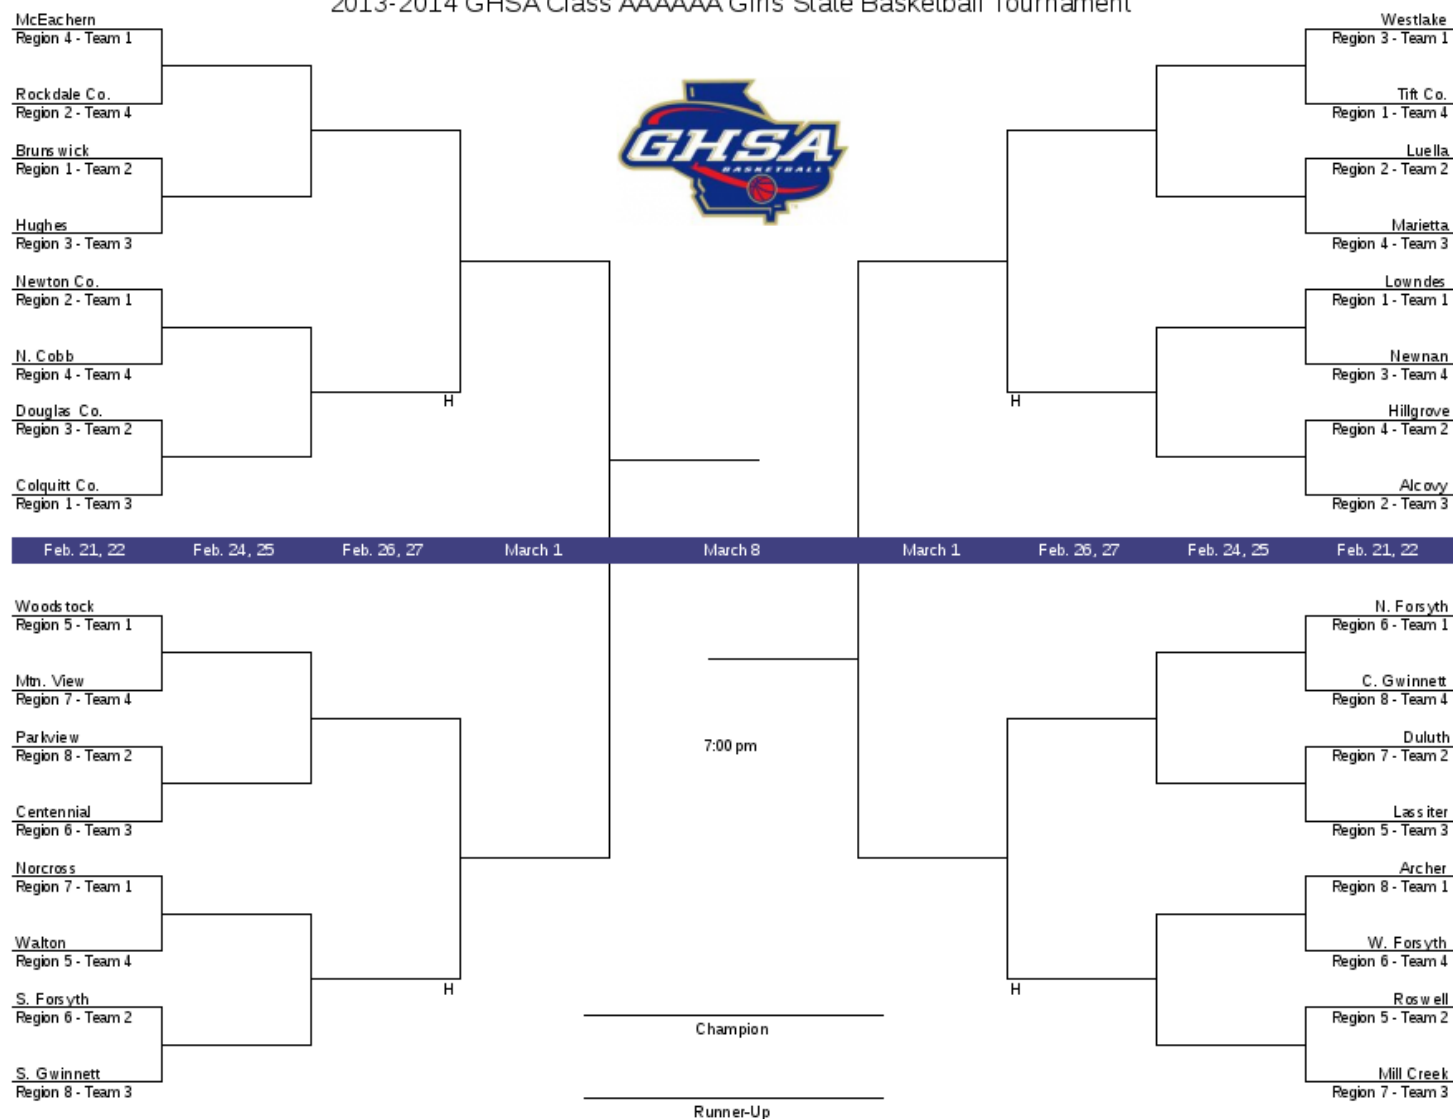 2013-2014 GHSA Class AAAAAA Girls State Basketball Tournament
McEachern
Region 4 - Team 1
Rockdale Co.
Region 2 - Team 4
Brunswick
Region 1 - Team 2
Hughes
Region 3 - Team 3
Newton Co.
Region 2 - Team 1
N. Cobb
Region 4 - Team 4
Douglas Co.
Region 3 - Team 2
Colquitt Co.
Region 1 - Team 3
H
GHSA
BASKETBALL
Westlake
Region 3 - Team 1
Tift Co.
Region 1 - Team 4
Luella
Region 2 - Team 2
Marietta
Region 4 - Team 3
Lowndes
Region 1 - Team 1
Newnan
Region 3 - Team 4
Hillgrove
Region 4 - Team 2
Alcovy
Region 2 - Team 3
H
Feb. 21, 22 Feb. 24, 25 Feb. 26, 27 March 1 March 8 March 1 Feb. 26, 27 Feb. 24, 25 Feb. 21, 22
Woodstock
Region 5 - Team 1
Mtn. View
Region 7 - Team 4
Parkview
Region 8 - Team 2
Centennial
Region 6 - Team 3
Norcross
Region 7 - Team 1
Walton
Region 5 - Team 4
S. Forsyth
Region 6 - Team 2
S. Gwinnett
Region 8 - Team 3
H
7:00 pm
Champion
Runner-Up
N. Forsyth
Region 6 - Team 1
C. Gwinnett
Region 8 - Team 4
Duluth
Region 7 - Team 2
Lassiter
Region 5 - Team 3
Archer
Region 8 - Team 1
W. Forsyth
Region 6 - Team 4
Roswell
Region 5 - Team 2
Mill Creek
Region 7 - Team 3
H